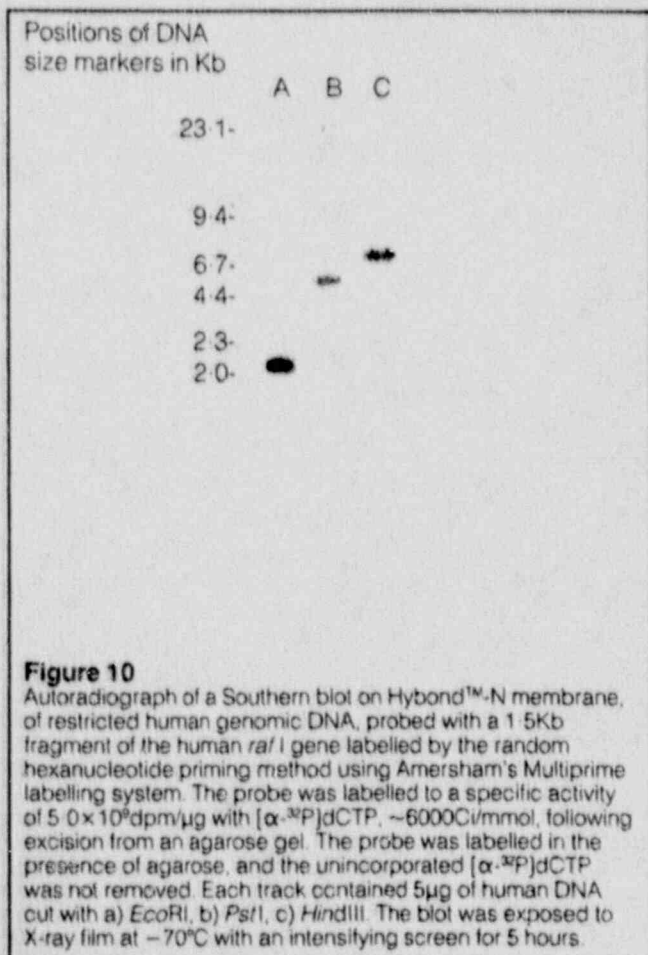 Positions of DNA
size markers in Kb
A B C
23·1-
9·4-
6·7-
4·4-
2·3-
2·0-
Figure 10
Autoradiograph of a Southern blot on Hybond™-N membrane,
of restricted human genomic DNA, probed with a 1·5Kb
fragment of the human raf I gene labelled by the random
hexanucleotide priming method using Amersham's Multiprime
labelling system. The probe was labelled to a specific activity
of 5·0×10⁹dpm/µg with [α-³²P]dCTP, ~6000Ci/mmol, following
excision from an agarose gel. The probe was labelled in the
presence of agarose, and the unincorporated [α-³²P]dCTP
was not removed. Each track contained 5µg of human DNA
cut with a) EcoRI, b) PstI, c) HindIII. The blot was exposed to
X-ray film at −70°C with an intensifying screen for 5 hours.